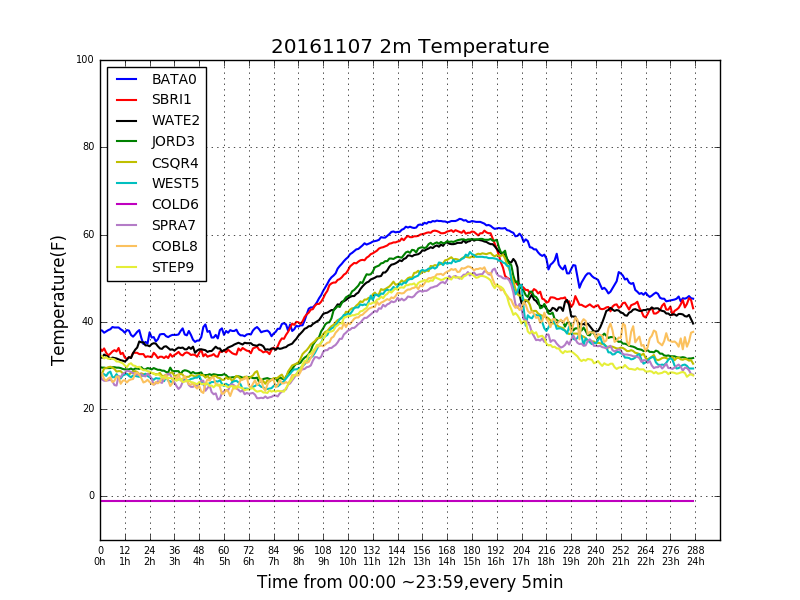 20161107 2m Temperature
100
80
60
40
20
0
Temperature(F)
BATA0
SBRI1
WATE2
JORD3
CSQR4
WEST5
COLD6
SPRA7
COBL8
STEP9
0 12 24 36 48 60 72 84 96 108 120 132 144 156 168 180 192 204 216 228 240 252 264 276 288
0h 1h 2h 3h 4h 5h 6h 7h 8h 9h 10h 11h 12h 13h 14h 15h 16h 17h 18h 19h 20h 21h 22h 23h 24h
Time from 00:00 ~23:59,every 5min